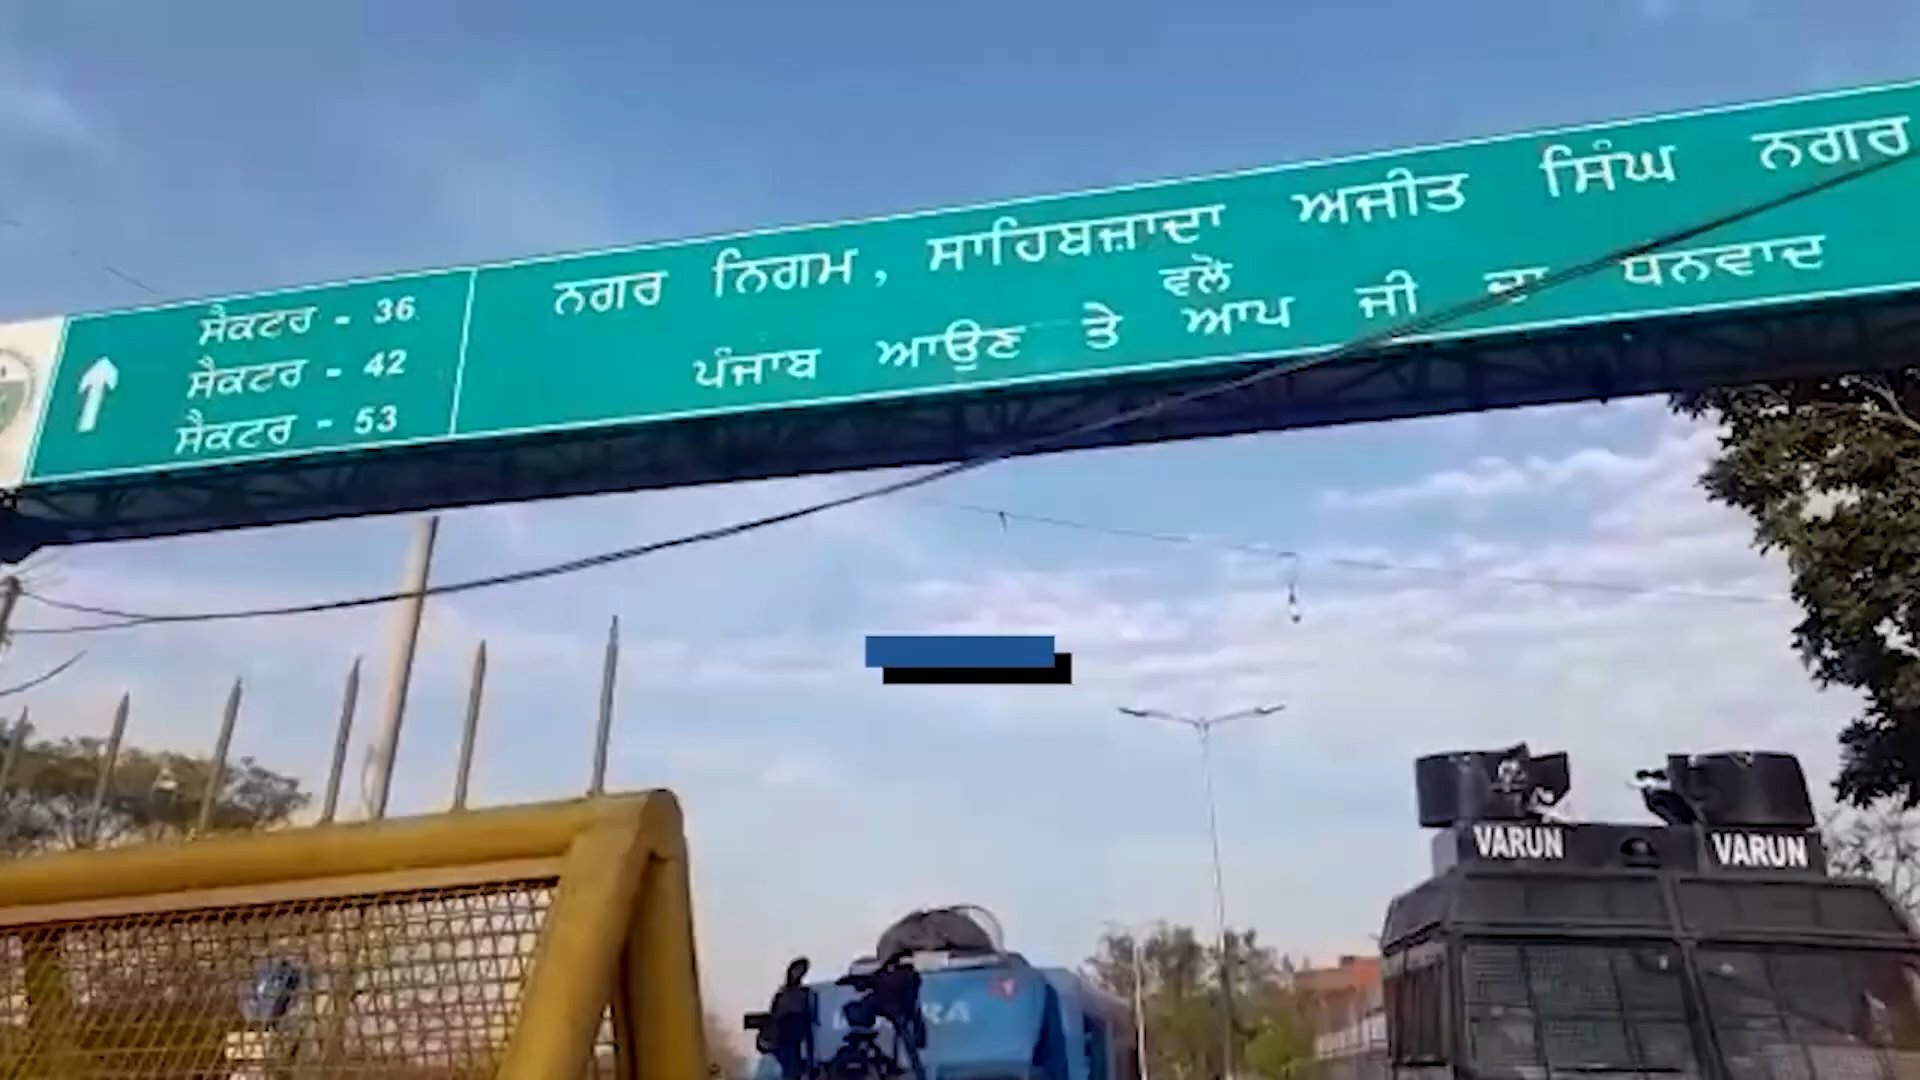 ਸੈਕਟਰ - 36
ਸੈਕਟਰ - 42
ਸੈਕਟਰ - 53
ਨਗਰ ਨਿਗਮ, ਸਾਹਿਬਜ਼ਾਦਾ ਅਜੀਤ ਸਿੰਘ ਨਗਰ
ਵਲੋਂ
ਪੰਜਾਬ ਆਉਣ ਤੇ ਆਪ ਜੀ ਦਾ ਧਨਵਾਦ
VARUN
VARUN